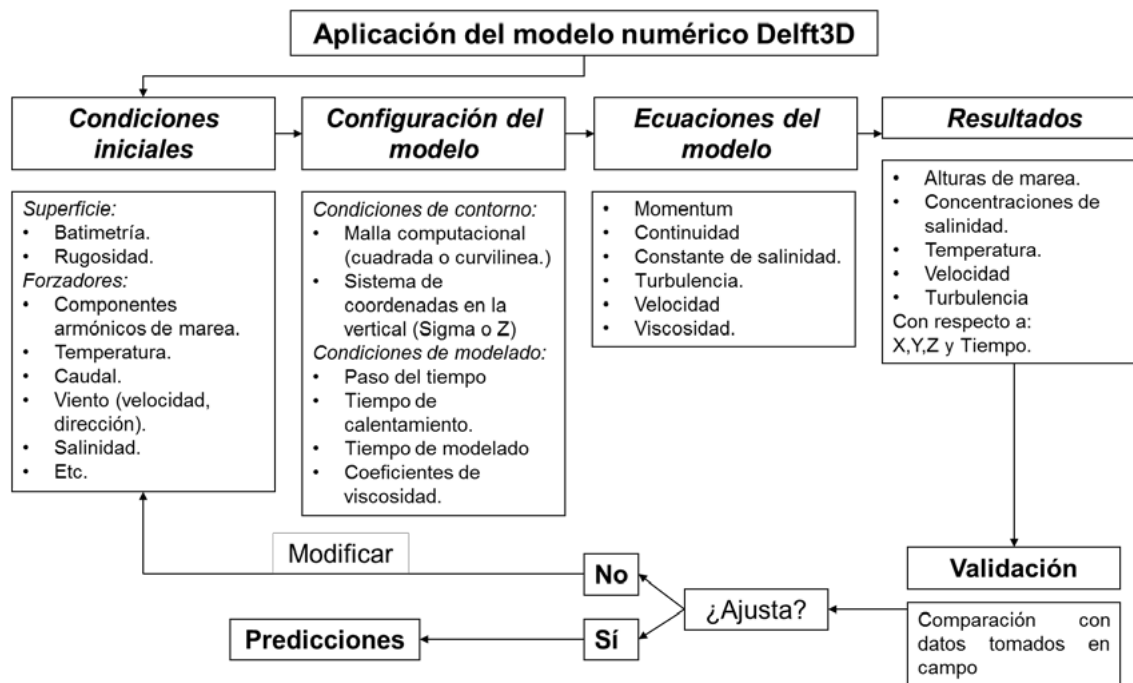 Aplicación del modelo numérico Delft3D
Condiciones
iniciales
Superficie:
• Batimetría.
• Rugosidad.
Forzadores:
• Componentes
armónicos de marea.
• Temperatura.
• Caudal.
• Viento (velocidad,
dirección).
• Salinidad.
• Etc.
Configuración del
modelo
Condiciones de contorno:
• Malla computacional
(cuadrada o curvilinea.)
• Sistema de
coordenadas en la
vertical (Sigma o Z)
Condiciones de modelado:
• Paso del tiempo
• Tiempo de
calentamiento.
• Tiempo de modelado
• Coeficientes de
viscosidad.
Ecuaciones del
modelo
• Momentum
• Continuidad
• Constante de salinidad.
• Turbulencia.
• Velocidad
• Viscosidad.
Resultados
• Alturas de marea.
• Concentraciones de
salinidad.
• Temperatura.
• Velocidad
• Turbulencia
Con respecto a:
X,Y,Z y Tiempo.
Validación
Comparación con
datos tomados en
campo
¿Ajusta?
No
Modificar
Sí
Predicciones